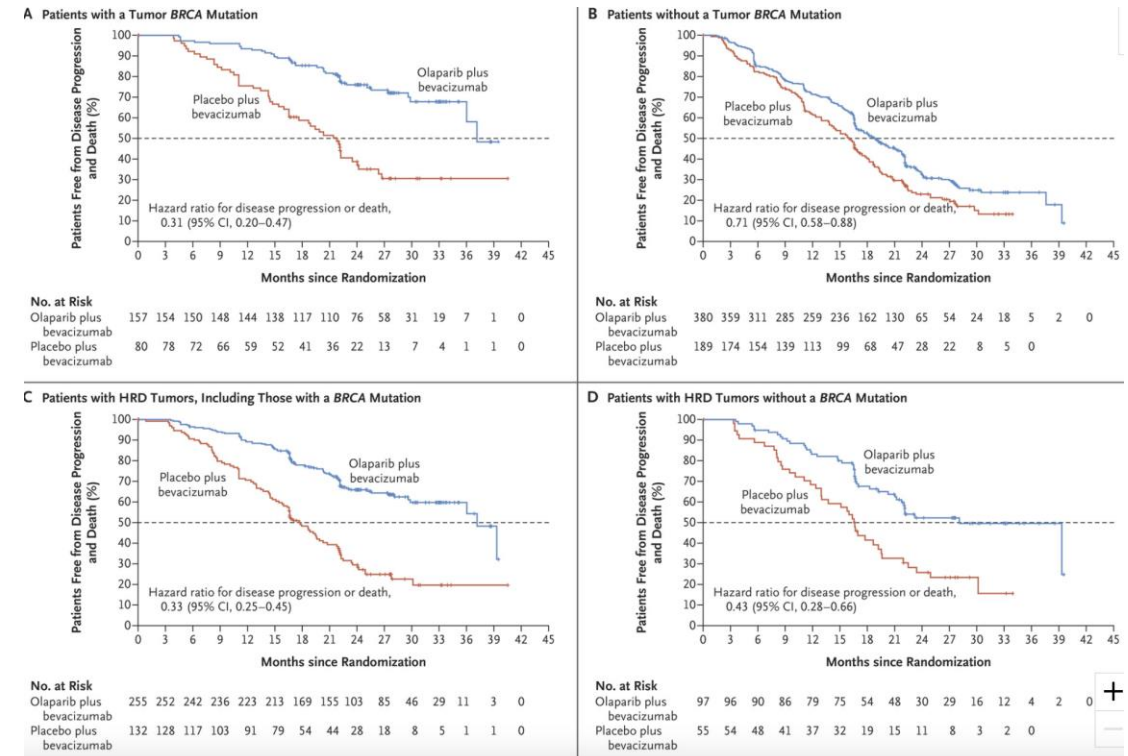 A Patients with a Tumor BRCA Mutation
Patients Free from Disease Progression
and Death (%)
100
90
80
70
60
50
40
30
20
10
0
Olaparib plus
bevacizumab
Placebo plus
bevacizumab
Hazard ratio for disease progression or death,
0.31 (95% CI, 0.20–0.47)
0 3 6 9 12 15 18 21 24 27 30 33 36 39 42 45
Months since Randomization
No. at Risk
Olaparib plus 157 154 150 148 144 138 117 110 76 58 31 19 7 1 0
bevacizumab
Placebo plus 80 78 72 66 59 52 41 36 22 13 7 4 1 1 0
bevacizumab
B Patients without a Tumor BRCA Mutation
Patients Free from Disease Progression
and Death (%)
100
90
80
70
60
50
40
30
20
10
0
Placebo plus
bevacizumab
Olaparib plus
bevacizumab
Hazard ratio for disease progression or death,
0.71 (95% CI, 0.58–0.88)
0 3 6 9 12 15 18 21 24 27 30 33 36 39 42 45
Months since Randomization
No. at Risk
Olaparib plus 380 359 311 285 259 236 162 130 65 54 24 18 5 2 0
bevacizumab
Placebo plus 189 174 154 139 113 99 68 47 28 22 8 5 0
bevacizumab
C Patients with HRD Tumors, Including Those with a BRCA Mutation
Patients Free from Disease Progression
and Death (%)
100
90
80
70
60
50
40
30
20
10
0
Olaparib plus
bevacizumab
Placebo plus
bevacizumab
Hazard ratio for disease progression or death,
0.33 (95% CI, 0.25–0.45)
0 3 6 9 12 15 18 21 24 27 30 33 36 39 42 45
Months since Randomization
No. at Risk
Olaparib plus 255 252 242 236 223 213 169 155 103 85 46 29 11 3 0
bevacizumab
Placebo plus 132 128 117 103 91 79 54 44 28 18 8 5 1 1 0
bevacizumab
D Patients with HRD Tumors without a BRCA Mutation
Patients Free from Disease Progression
and Death (%)
100
90
80
70
60
50
40
30
20
10
0
Olaparib plus
bevacizumab
Placebo plus
bevacizumab
Hazard ratio for disease progression or death,
0.43 (95% CI, 0.28–0.66)
0 3 6 9 12 15 18 21 24 27 30 33 36 39 42 45
Months since Randomization
No. at Risk
Olaparib plus 97 96 90 86 79 75 54 48 30 29 16 12 4 2 0
bevacizumab
Placebo plus 55 54 48 41 37 32 19 15 11 8 3 2 0
bevacizumab